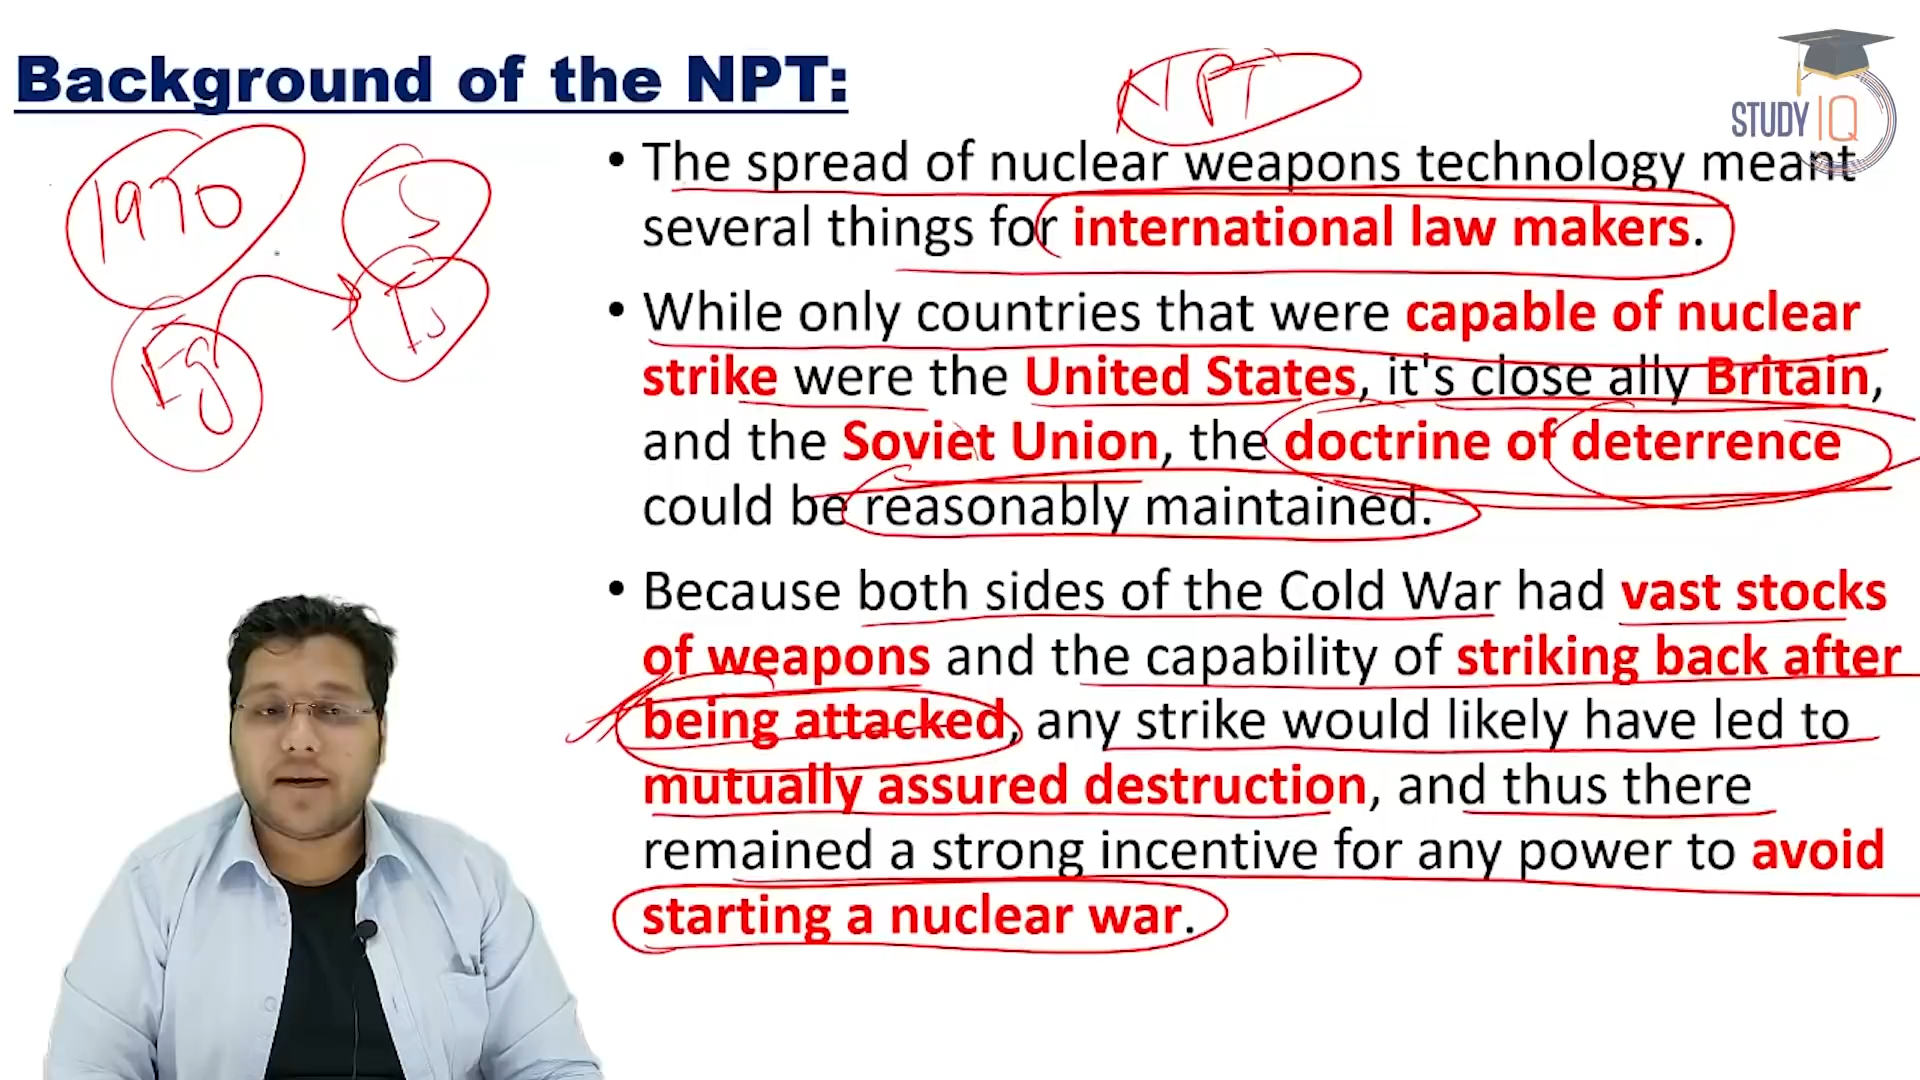 Background of the NPT:
NPT
STUDY IQ
1970
• The spread of nuclear weapons technology meant
several things for international law makers.
• While only countries that were capable of nuclear
strike were the United States, it's close ally Britain,
and the Soviet Union, the doctrine of deterrence
could be reasonably maintained.
• Because both sides of the Cold War had vast stocks
of weapons and the capability of striking back after
being attacked, any strike would likely have led to
mutually assured destruction, and thus there
remained a strong incentive for any power to avoid
starting a nuclear war.